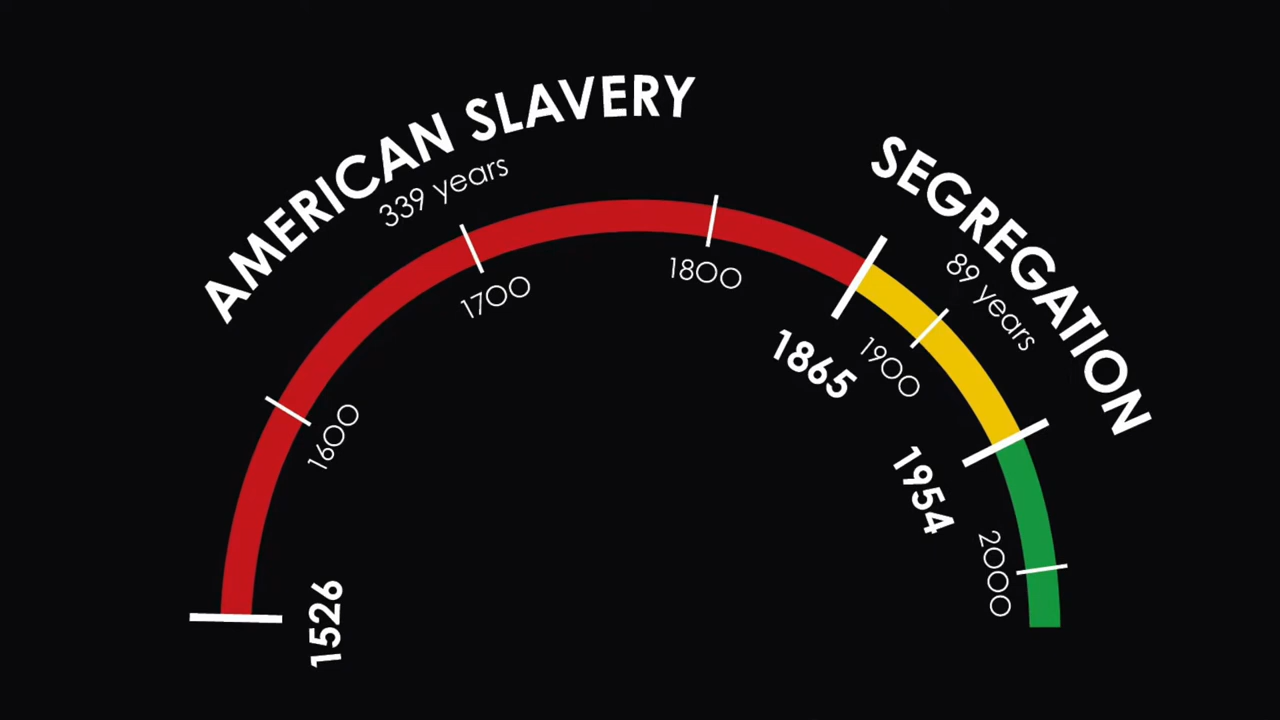 AMERICAN SLAVERY
339 years
SEGREGATION
89 years
1526
1600
1700
1800
1865
1900
1954
2000